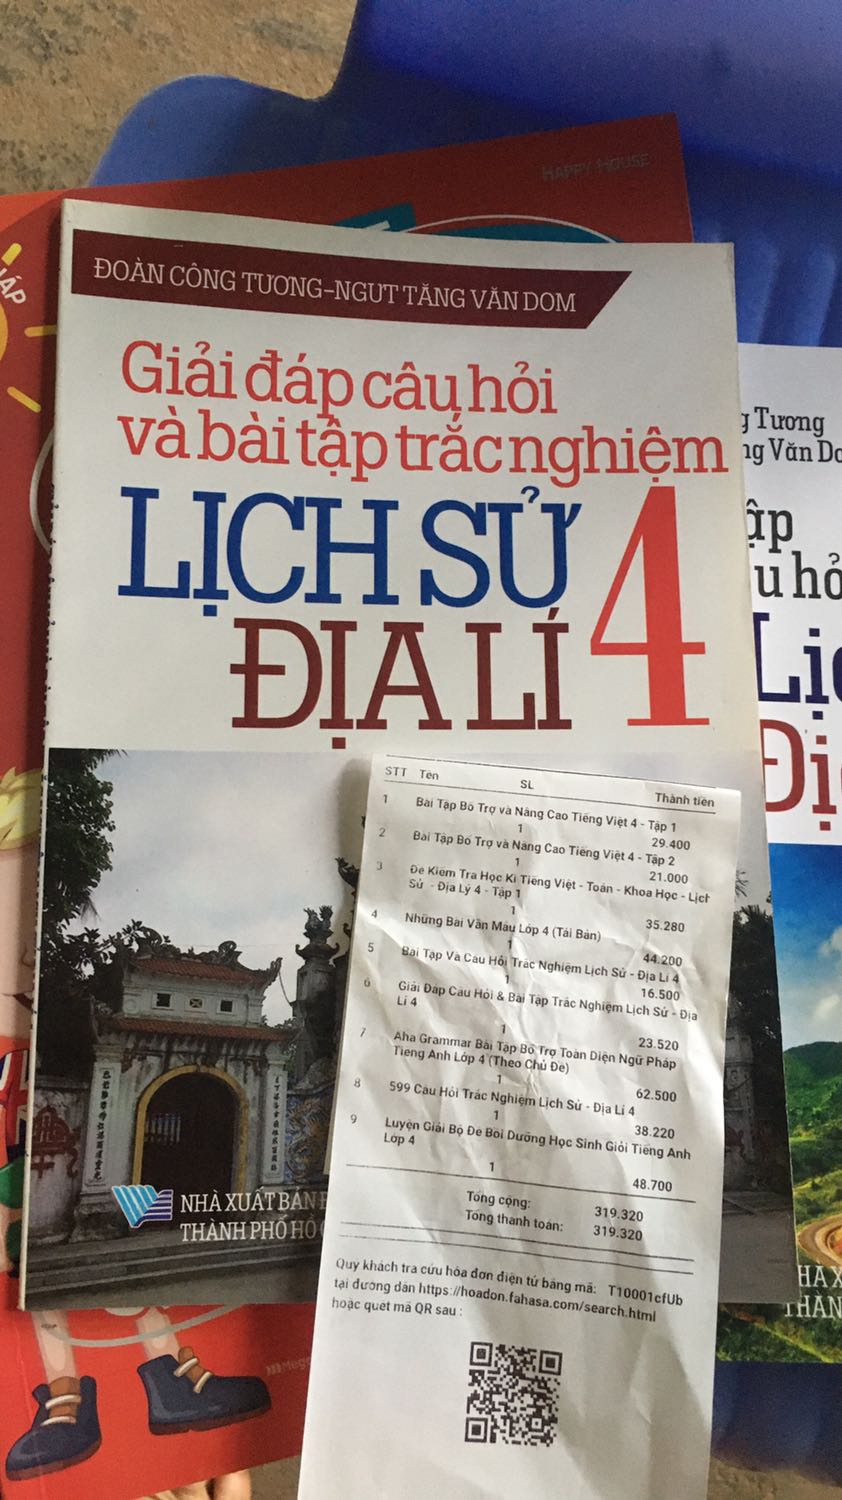 HAPPY HOUSE
ĐOÀN CÔNG TƯƠNG-NGƯT TĂNG VĂN DOM
Giải đáp câu hỏi
và bài tập trắc nghiệm
LỊCH SỬ
ĐỊA LÍ 4
NHÀ XUẤT BẢN
THÀNH PHỐ HỒ
STT Tên SL Thành tiền
1 Bài Tập Bổ Trợ và Nâng Cao Tiếng Việt 4 - Tập 1
1 29.400
2 Bài Tập Bổ Trợ và Nâng Cao Tiếng Việt 4 - Tập 2
1 21.000
3 Đề Kiểm Tra Học Kì Tiếng Việt - Toán - Khoa Học - Lịch
Sử - Địa Lý 4 - Tập 1
1 35.280
4 Những Bài Văn Mẫu Lớp 4 (Tái Bản)
1 44.200
5 Bài Tập Và Câu Hỏi Trắc Nghiệm Lịch Sử - Địa Lí 4
1 16.500
6 Giải Đáp Câu Hỏi & Bài Tập Trắc Nghiệm Lịch Sử - Địa
Lí 4
1 23.520
7 Aha Grammar Bài Tập Bổ Trợ Toàn Diện Ngữ Pháp
Tiếng Anh Lớp 4 (Theo Chủ Đề)
1 62.500
8 599 Câu Hỏi Trắc Nghiệm Lịch Sử - Địa Lí 4
1 38.220
9 Luyện Giải Bộ Đề Bồi Dưỡng Học Sinh Giỏi Tiếng Anh
Lớp 4
1 48.700
Tổng cộng: 319.320
Tổng thanh toán: 319.320
Quý khách tra cứu hóa đơn điện tử bằng mã: T10001cfUb
tại đường dẫn https://hoadon.fahasa.com/search.html
hoặc quét mã QR sau :
Tương
Văn